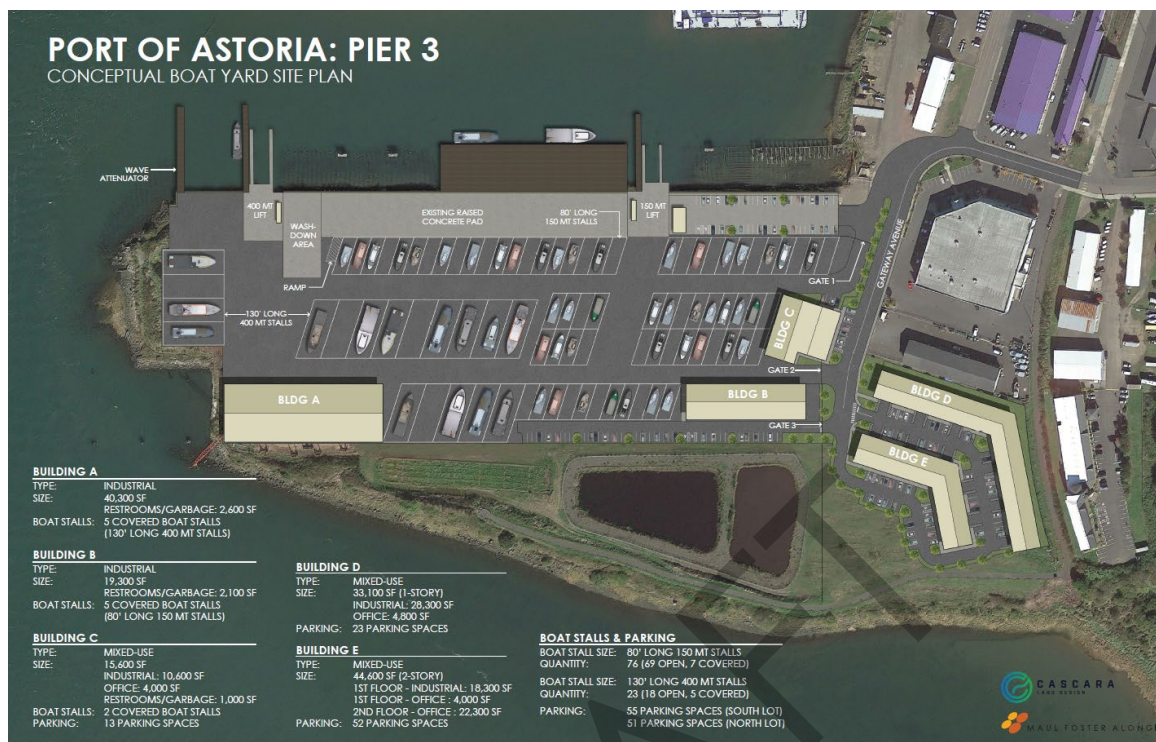 PORT OF ASTORIA: PIER 3
CONCEPTUAL BOAT YARD SITE PLAN
WAVE
ATTENUATOR
400 MT
LIFT
WASH-
DOWN
AREA
EXISTING RAISED
CONCRETE PAD
80' LONG
150 MT STALLS
150 MT
LIFT
RAMP
GATE 1
GATEWAY AVENUE
130' LONG
400 MT STALLS
BLDG C
GATE 2
BLDG A
BLDG B
BLDG D
GATE 3
BLDG E
BUILDING A
TYPE: INDUSTRIAL
SIZE: 40,300 SF
RESTROOMS/GARBAGE: 2,600 SF
BOAT STALLS: 5 COVERED BOAT STALLS
(130' LONG 400 MT STALLS)
BUILDING B
TYPE: INDUSTRIAL
SIZE: 19,300 SF
RESTROOMS/GARBAGE: 2,100 SF
BOAT STALLS: 5 COVERED BOAT STALLS
(80' LONG 150 MT STALLS)
BUILDING C
TYPE: MIXED-USE
SIZE: 15,600 SF
INDUSTRIAL: 10,600 SF
OFFICE: 4,000 SF
RESTROOMS/GARBAGE: 1,000 SF
BOAT STALLS: 2 COVERED BOAT STALLS
PARKING: 13 PARKING SPACES
BUILDING D
TYPE: MIXED-USE
SIZE: 33,100 SF (1-STORY)
INDUSTRIAL: 28,300 SF
OFFICE: 4,800 SF
PARKING: 23 PARKING SPACES
BUILDING E
TYPE: MIXED-USE
SIZE: 44,600 SF (2-STORY)
1ST FLOOR - INDUSTRIAL: 18,300 SF
1ST FLOOR - OFFICE : 4,000 SF
2ND FLOOR - OFFICE : 22,300 SF
PARKING: 52 PARKING SPACES
BOAT STALLS & PARKING
BOAT STALL SIZE: 80' LONG 150 MT STALLS
QUANTITY: 76 (69 OPEN, 7 COVERED)
BOAT STALL SIZE: 130' LONG 400 MT STALLS
QUANTITY: 23 (18 OPEN, 5 COVERED)
PARKING: 55 PARKING SPACES (SOUTH LOT)
51 PARKING SPACES (NORTH LOT)
CASCARA
LAND DESIGN
MAUL FOSTER ALONG